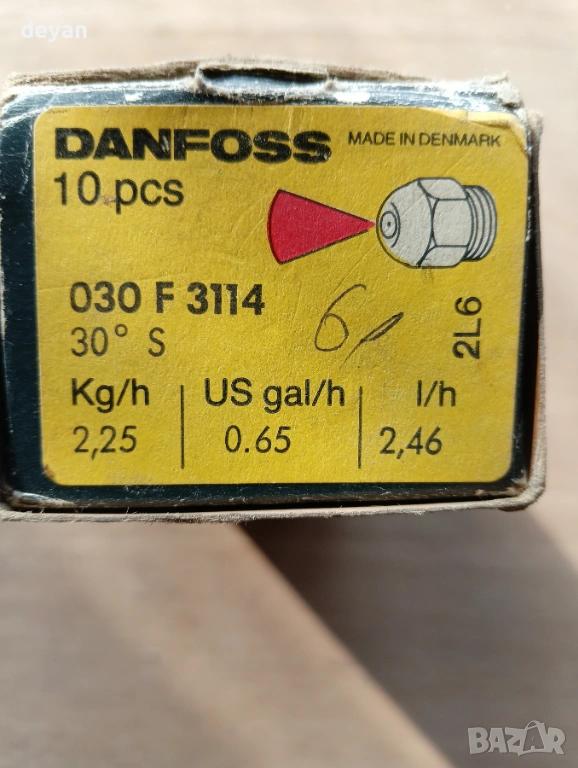 deyan
DANFOSS MADE IN DENMARK
10 pcs
030 F 3114
30° S
2L6
Kg/h US gal/h l/h
2,25 0.65 2,46
BAZAR